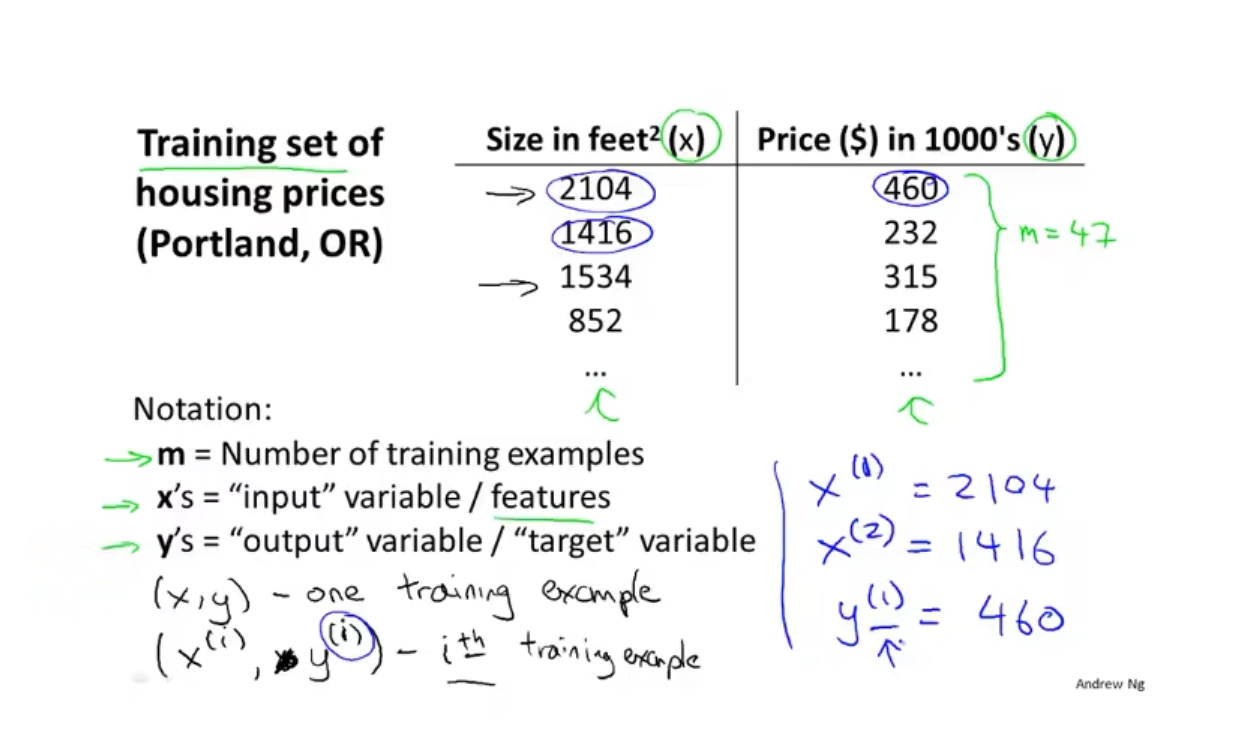 Training set of
housing prices
(Portland, OR)
Size in feet² (x) Price ($) in 1000's (y)
2104 460
1416 232
1534 315
852 178
... ...
m = 47
Notation:
m = Number of training examples
x's = “input” variable / features
y's = “output” variable / “target” variable
(x,y) - one training example
(x^(i), y^(i)) - i^th training example
x^(1) = 2104
x^(2) = 1416
y^(1) = 460
Andrew Ng